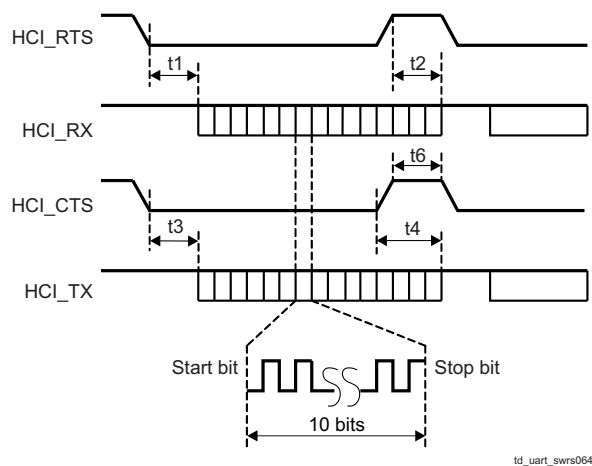 HCI_RTS
t1
t2
HCI_RX
t6
HCI_CTS
t3
t4
HCI_TX
Start bit
Stop bit
10 bits
td_uart_swrs064